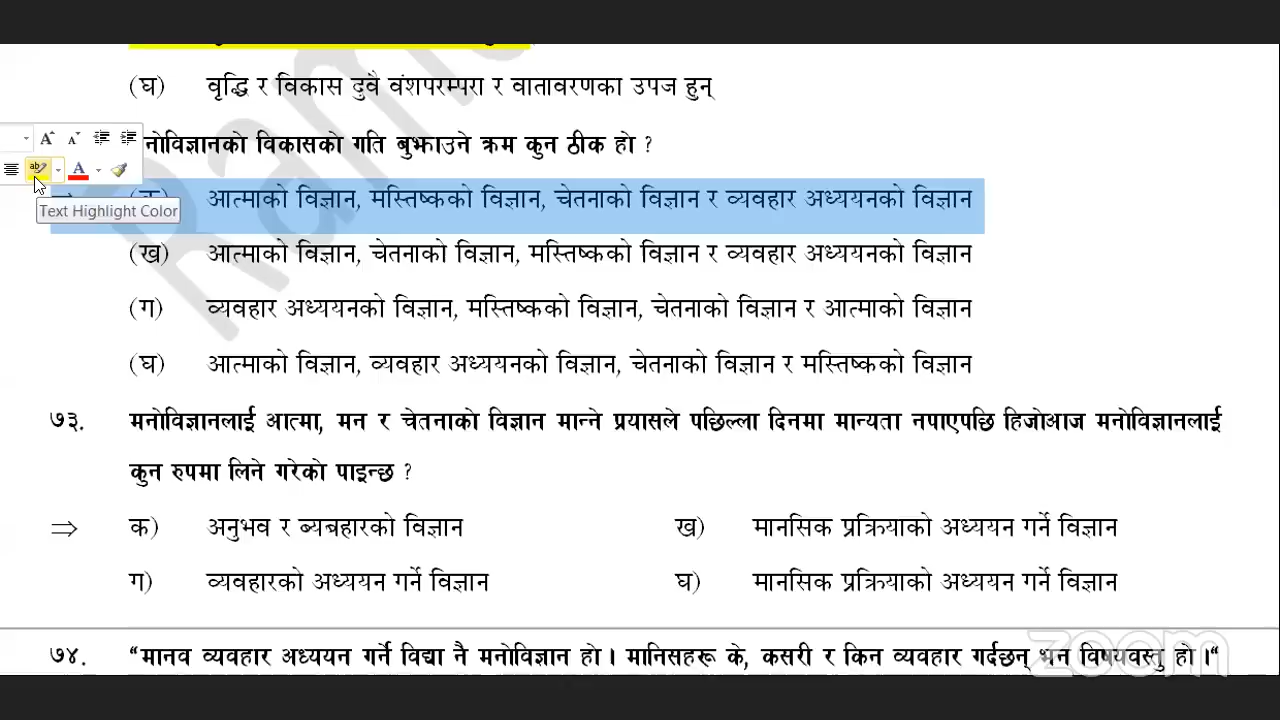 (घ) वृद्धि र विकास दुवै वंशपरम्परा र वातावरणका उपज हुन्
नोविज्ञानको विकासको गति बुझाउने क्रम कुन ठीक हो ?
आत्माको विज्ञान, मस्तिष्कको विज्ञान, चेतनाको विज्ञान र व्यवहार अध्ययनको विज्ञान
Text Highlight Color
(ख) आत्माको विज्ञान, चेतनाको विज्ञान, मस्तिष्कको विज्ञान र व्यवहार अध्ययनको विज्ञान
(ग) व्यवहार अध्ययनको विज्ञान, मस्तिष्कको विज्ञान, चेतनाको विज्ञान र आत्माको विज्ञान
(घ) आत्माको विज्ञान, व्यवहार अध्ययनको विज्ञान, चेतनाको विज्ञान र मस्तिष्कको विज्ञान
७३. मनोविज्ञानलाई आत्मा, मन र चेतनाको विज्ञान मान्ने प्रयासले पछिल्ला दिनमा मान्यता नपाएपछि हिजोआज मनोविज्ञानलाई
कुन रुपमा लिने गरेको पाइन्छ ?
⇒ क) अनुभव र ब्यबहारको विज्ञान ख) मानसिक प्रक्रियाको अध्ययन गर्ने विज्ञान
ग) व्यवहारको अध्ययन गर्ने विज्ञान घ) मानसिक प्रक्रियाको अध्ययन गर्ने विज्ञान
७४. “मानव व्यवहार अध्ययन गर्ने विद्या नै मनोविज्ञान हो । मानिसहरू के, कसरी र किन व्यवहार गर्दछन् भन्ने विषयवस्तु हो ।“
zoom